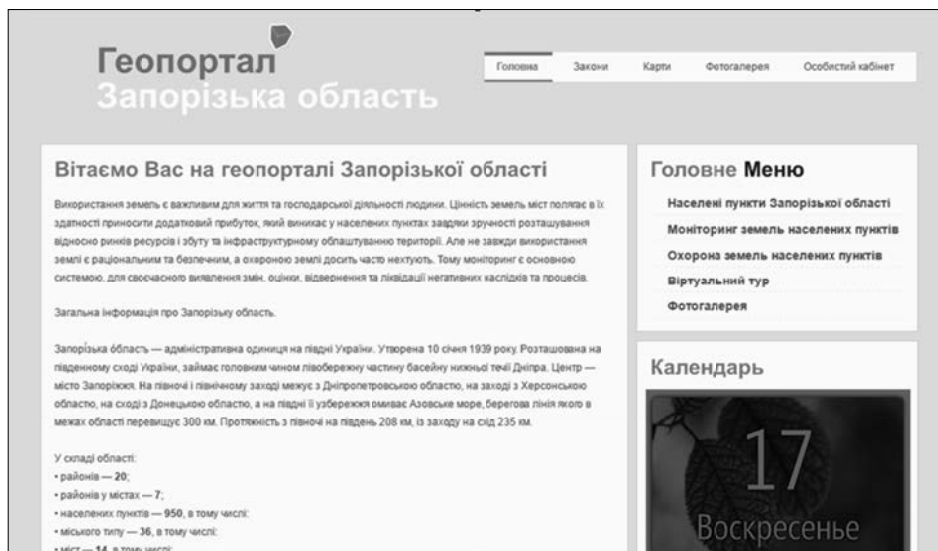 Геопортал
Запорізька область
Головна Закони Карти Фотогалерея Особистий кабінет
Вітаємо Вас на геопорталі Запорізької області
Використання земель є важливим для життя та господарської діяльності людини. Цінність земель міст полягає в їх
здатності приносити додатковий прибуток, який виникає у населених пунктах завдяки зручності розташування
відносно ринків ресурсів і збуту та інфраструктурному облаштуванню території. Але не завжди використання
землі є раціональним та безпечним, а охороною землі досить часто нехтують. Тому моніторинг є основною
системою, для своєчасного виявлення змін, оцінки, відвернення та ліквідації негативних наслідків та процесів.
Загальна інформація про Запорізьку область.
Запорі́зька о́бласть — адміністративна одиниця на півдні України. Утворена 10 січня 1939 року. Розташована на
південному сході України, займає головним чином лівобережну частину басейну нижньої течії Дніпра. Центр —
місто Запоріжжя. На півночі і північному заході межує з Дніпропетровською областю, на заході з Херсонською
областю, на сході з Донецькою областю, а на півдні її узбережжя омиває Азовське море, берегова лінія якого в
межах області перевищує 300 км. Протяжність з півночі на південь 208 км, із заходу на схід 235 км.
У складі області:
• районів — 20;
• районів у містах — 7;
• населених пунктів — 950, в тому числі:
• міського типу — 36, в тому числі:
• міст — 14, в тому числі:
Головне Меню
Населені пункти Запорізької області
Моніторинг земель населених пунктів
Охорона земель населених пунктів
Віртуальний тур
Фотогалерея
Календарь
17
Воскресенье